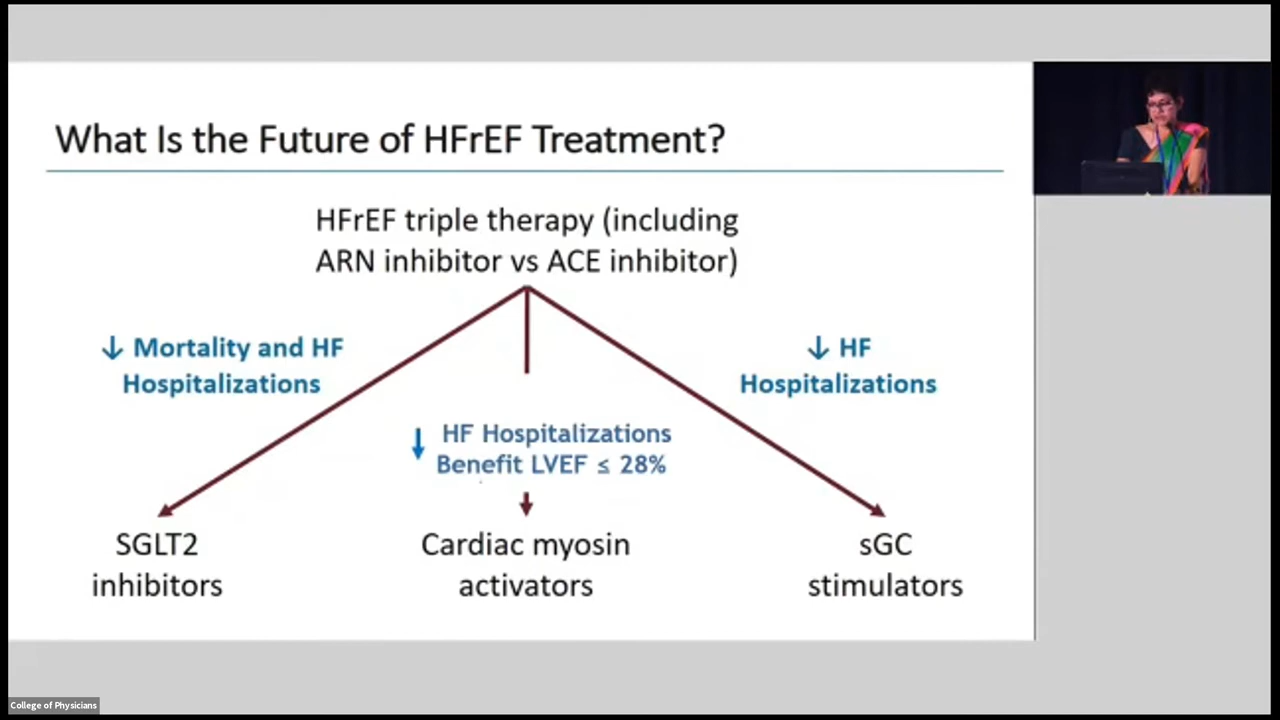 What Is the Future of HFrEF Treatment?
HFrEF triple therapy (including
ARN inhibitor vs ACE inhibitor)
↓ Mortality and HF
Hospitalizations
↓ HF
Hospitalizations
↓ HF Hospitalizations
Benefit LVEF ≤ 28%
SGLT2
inhibitors
Cardiac myosin
activators
sGC
stimulators
College of Physicians